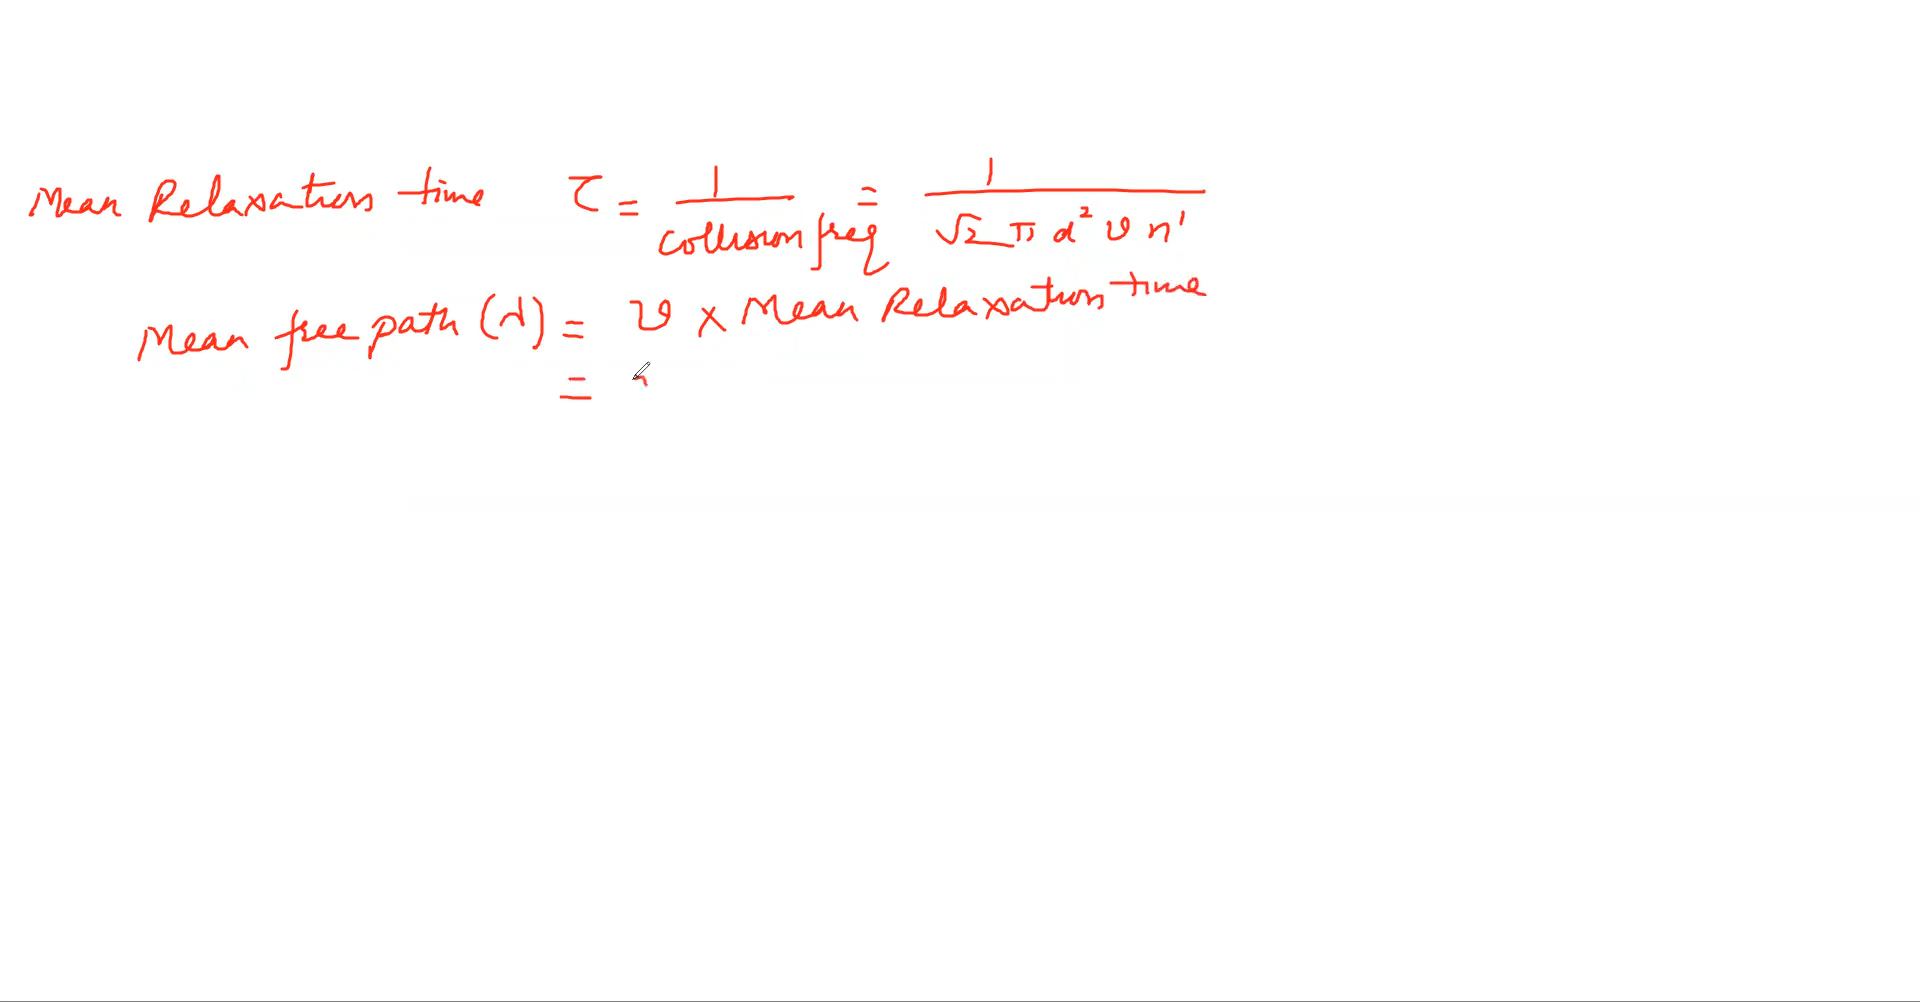 Mean Relaxation time τ = 1 / collision freq = 1 / √2 π d² v n'
Mean free path (λ) = v × Mean Relaxation time
=